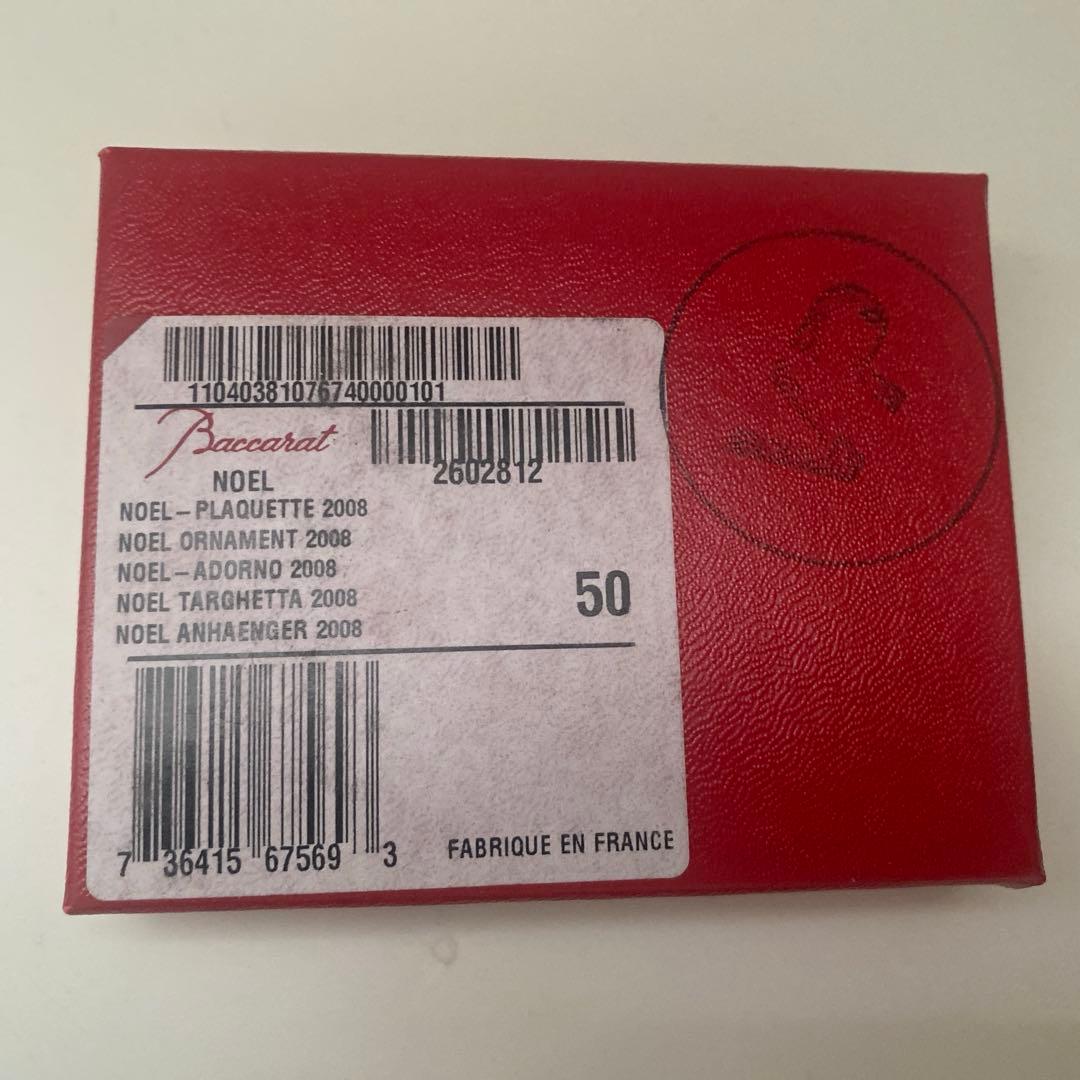 11040381076740000101
Baccarat
2602812
NOEL
NOEL-PLAQUETTE 2008
NOEL ORNAMENT 2008
NOEL-ADORNO 2008
NOEL TARGHETTA 2008
NOEL ANHAENGER 2008
50
7 36415 67569 3
FABRIQUE EN FRANCE